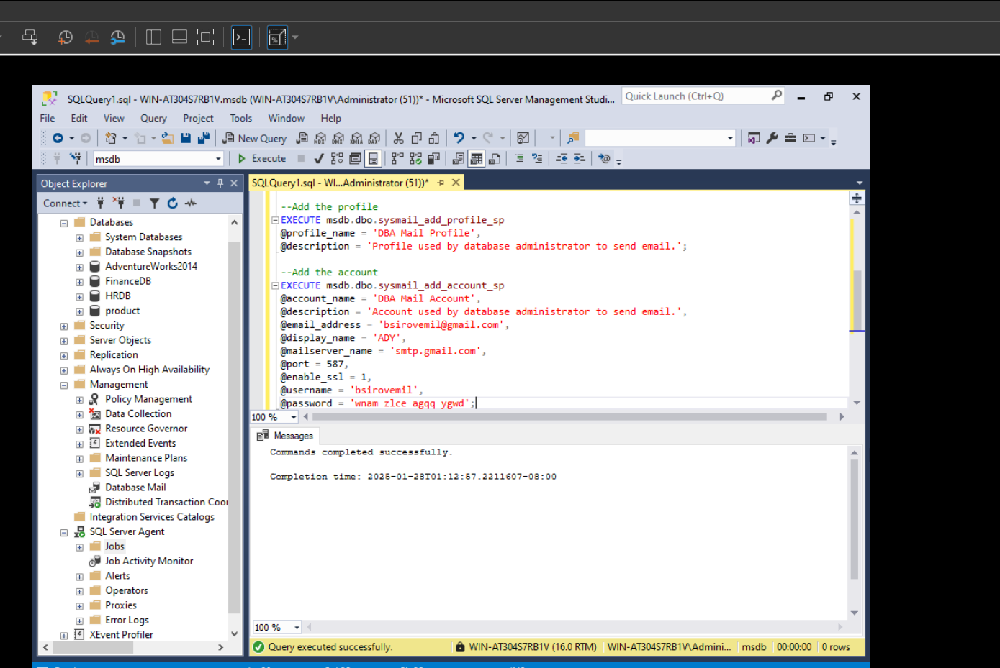 SQLQuery1.sql - WIN-AT304S7RB1V.msdb (WIN-AT304S7RB1V\Administrator (51))* - Microsoft SQL Server Management Studi...
Quick Launch (Ctrl+Q)
File Edit View Query Project Tools Window Help
New Query
MDX DMX XMLA DAX
msdb
Execute
Object Explorer
Connect
Databases
System Databases
Database Snapshots
AdventureWorks2014
FinanceDB
HRDB
product
Security
Server Objects
Replication
Always On High Availability
Management
Policy Management
Data Collection
Resource Governor
Extended Events
Maintenance Plans
SQL Server Logs
Database Mail
Distributed Transaction Coor
Integration Services Catalogs
SQL Server Agent
Jobs
Job Activity Monitor
Alerts
Operators
Proxies
Error Logs
XEvent Profiler
SQLQuery1.sql - WI...Administrator (51))*
--Add the profile
EXECUTE msdb.dbo.sysmail_add_profile_sp
@profile_name = 'DBA Mail Profile',
@description = 'Profile used by database administrator to send email.';
--Add the account
EXECUTE msdb.dbo.sysmail_add_account_sp
@account_name = 'DBA Mail Account',
@description = 'Account used by database administrator to send email.',
@email_address = 'bsirovemil@gmail.com',
@display_name = 'ADY',
@mailserver_name = 'smtp.gmail.com',
@port = 587,
@enable_ssl = 1,
@username = 'bsirovemil',
@password = 'wnam zlce agqq ygwd';
100 %
Messages
Commands completed successfully.
Completion time: 2025-01-28T01:12:57.2211607-08:00
100 %
Query executed successfully.
WIN-AT304S7RB1V (16.0 RTM)
WIN-AT304S7RB1V\Admini...
msdb
00:00:00
0 rows